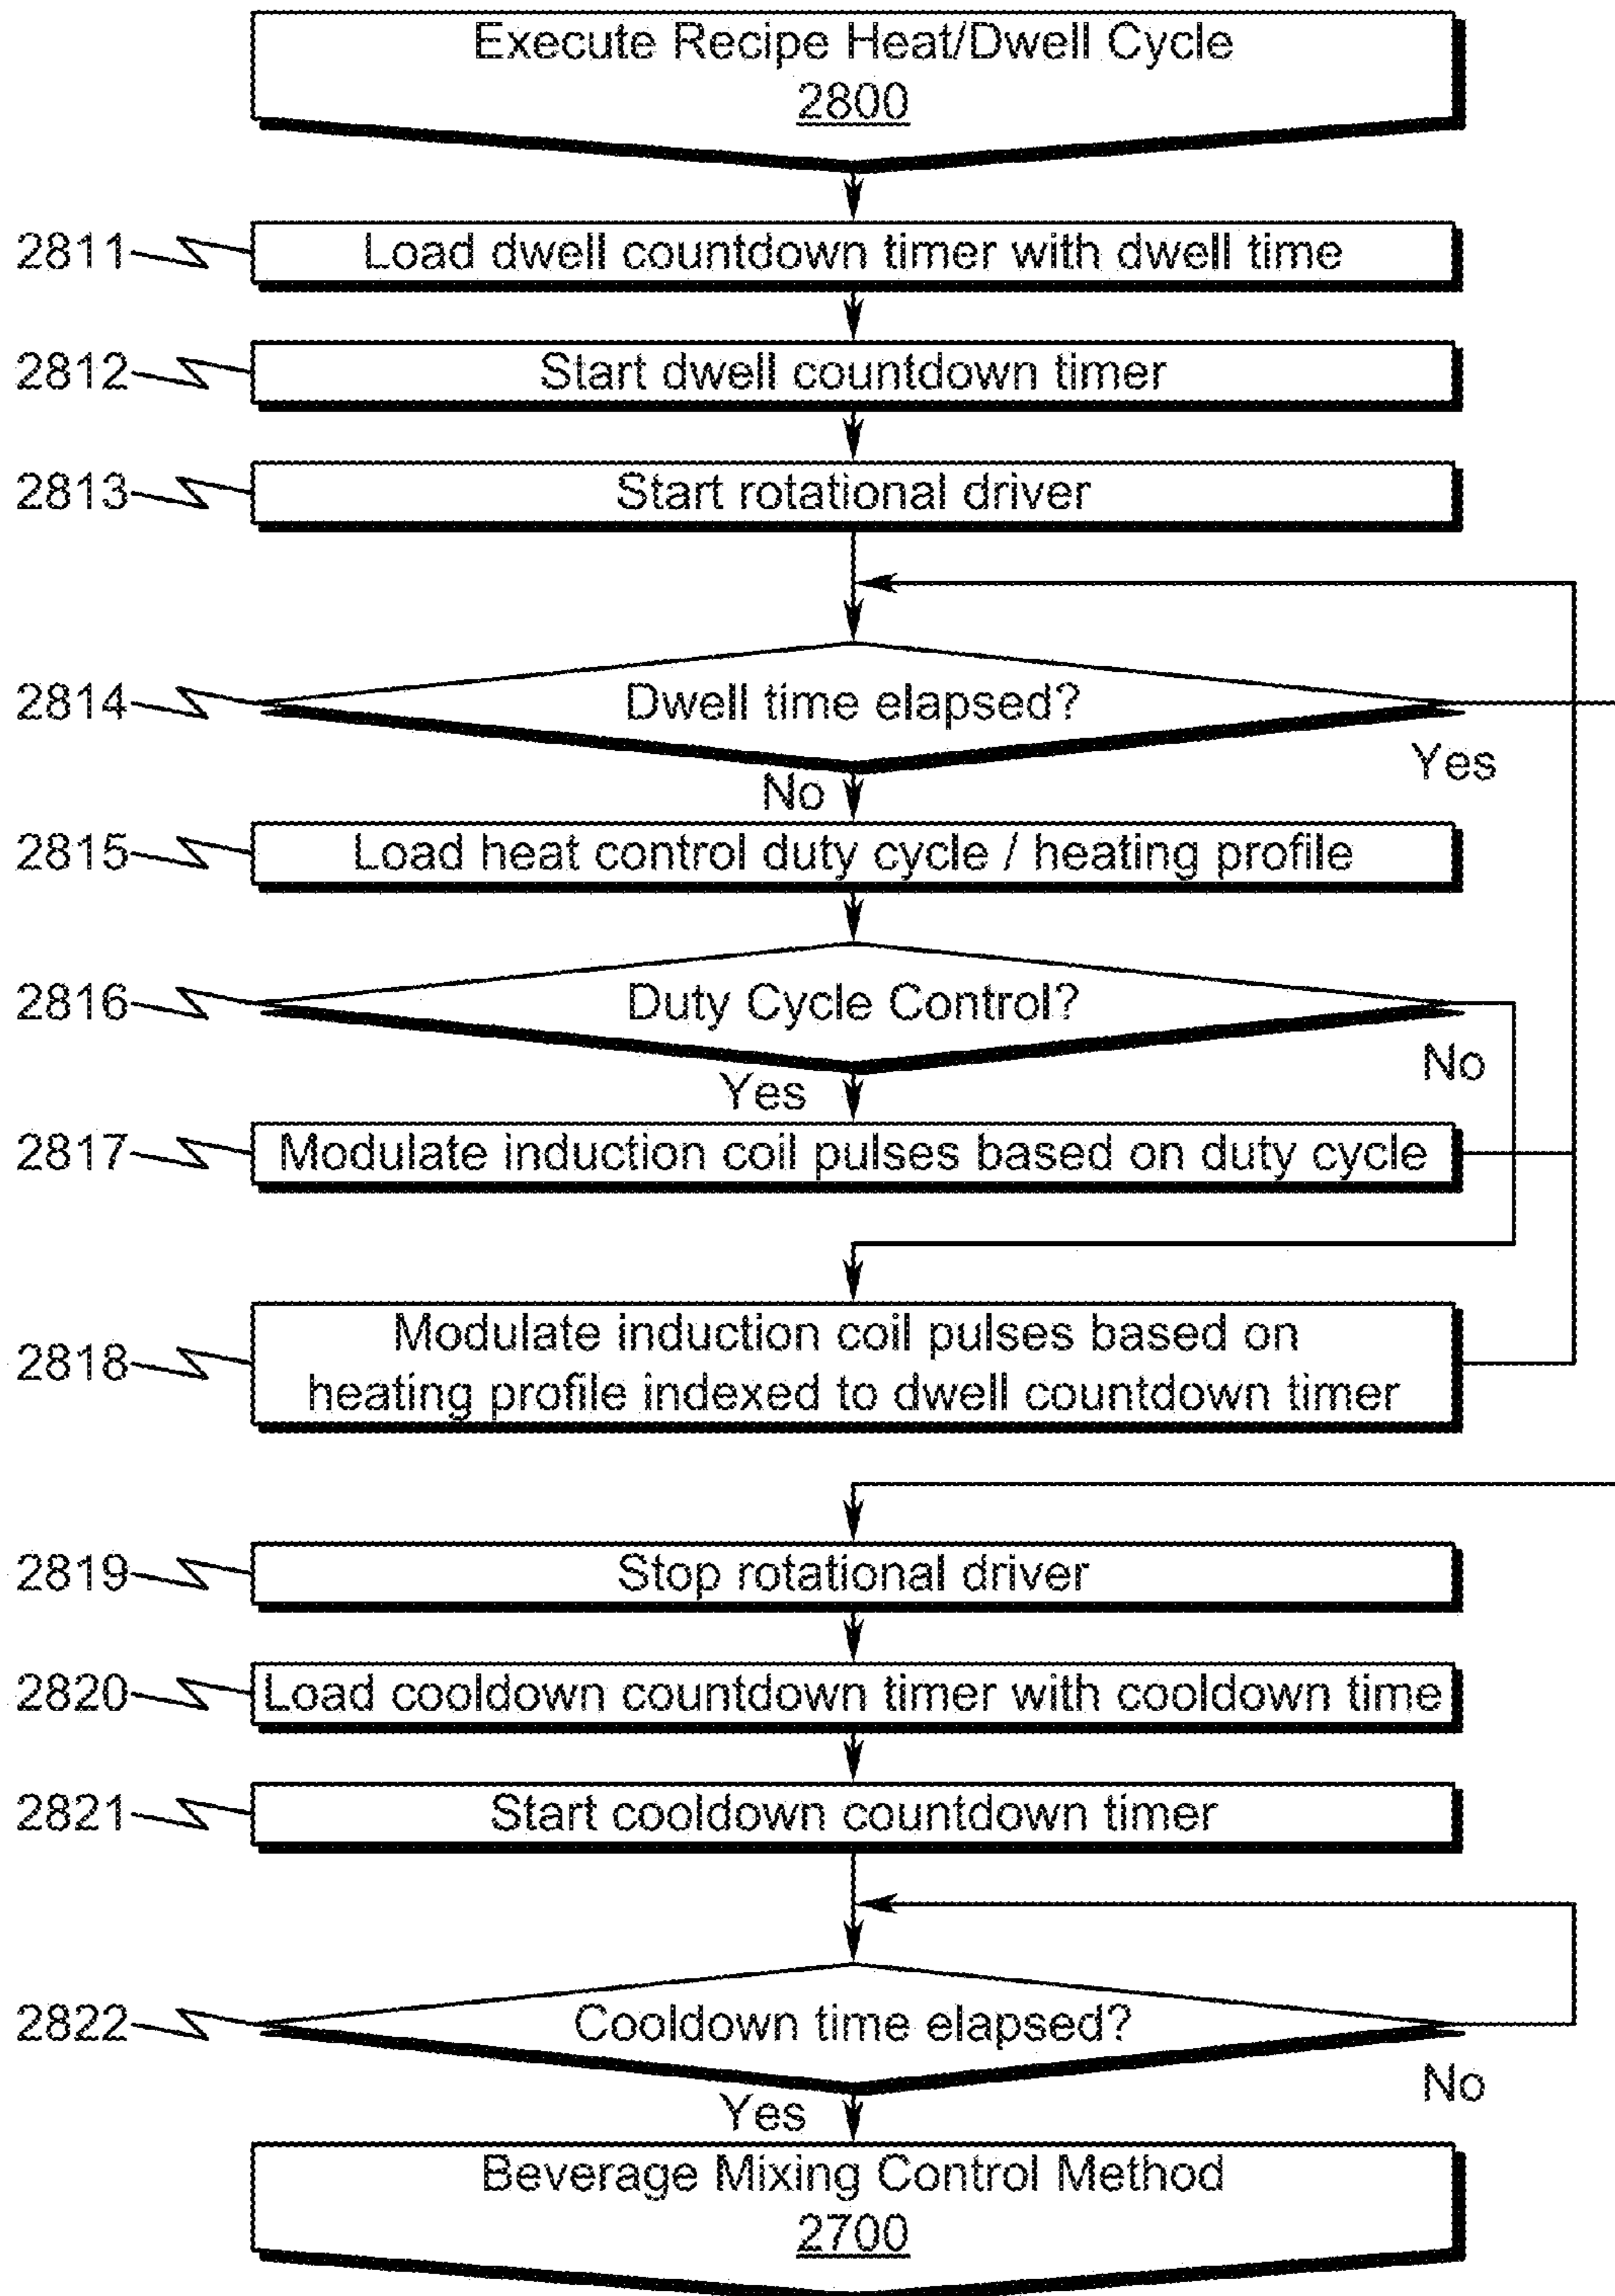 Execute Recipe Heat/Dwell Cycle
2800
2811 Load dwell countdown timer with dwell time
2812 Start dwell countdown timer
2813 Start rotational driver
2814 Dwell time elapsed?
Yes
No
2815 Load heat control duty cycle / heating profile
2816 Duty Cycle Control?
No
Yes
2817 Modulate induction coil pulses based on duty cycle
2818 Modulate induction coil pulses based on
heating profile indexed to dwell countdown timer
2819 Stop rotational driver
2820 Load cooldown countdown timer with cooldown time
2821 Start cooldown countdown timer
2822 Cooldown time elapsed?
No
Yes
Beverage Mixing Control Method
2700